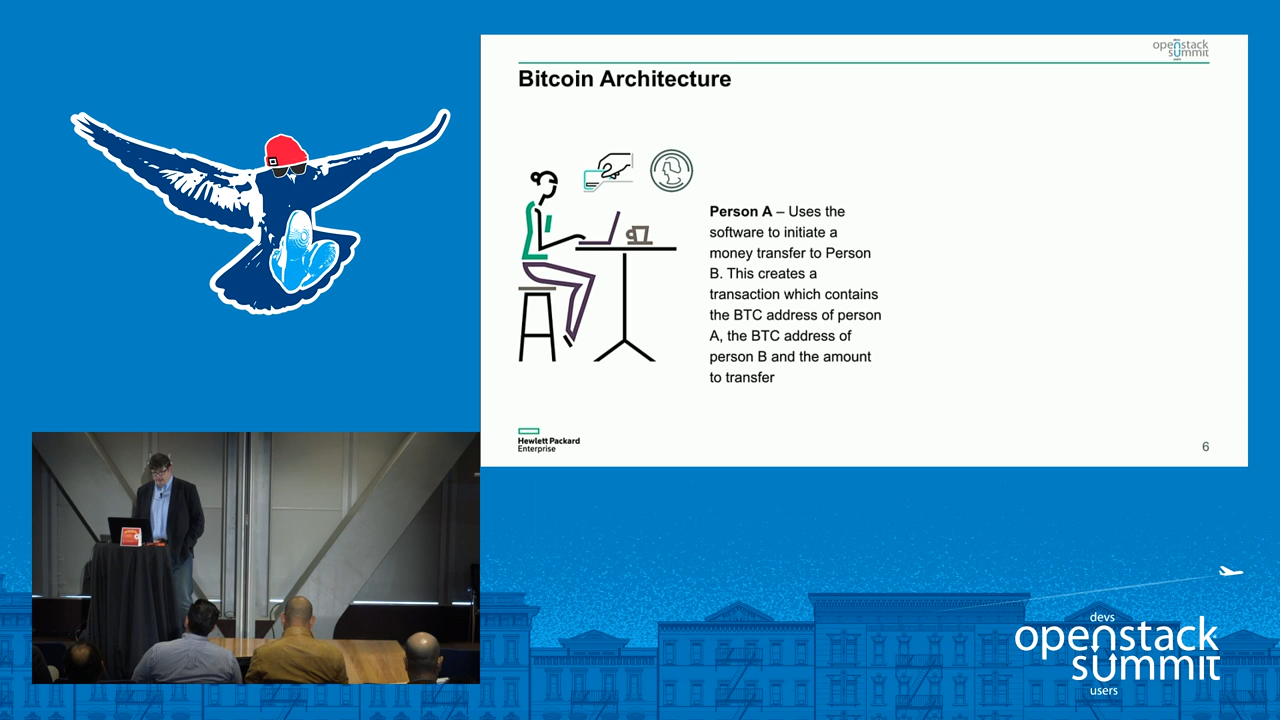 devs
openstack
summit
users
Bitcoin Architecture
Person A – Uses the
software to initiate a
money transfer to Person
B. This creates a
transaction which contains
the BTC address of person
A, the BTC address of
person B and the amount
to transfer
Hewlett Packard
Enterprise
6
devs
openstack
summit
users